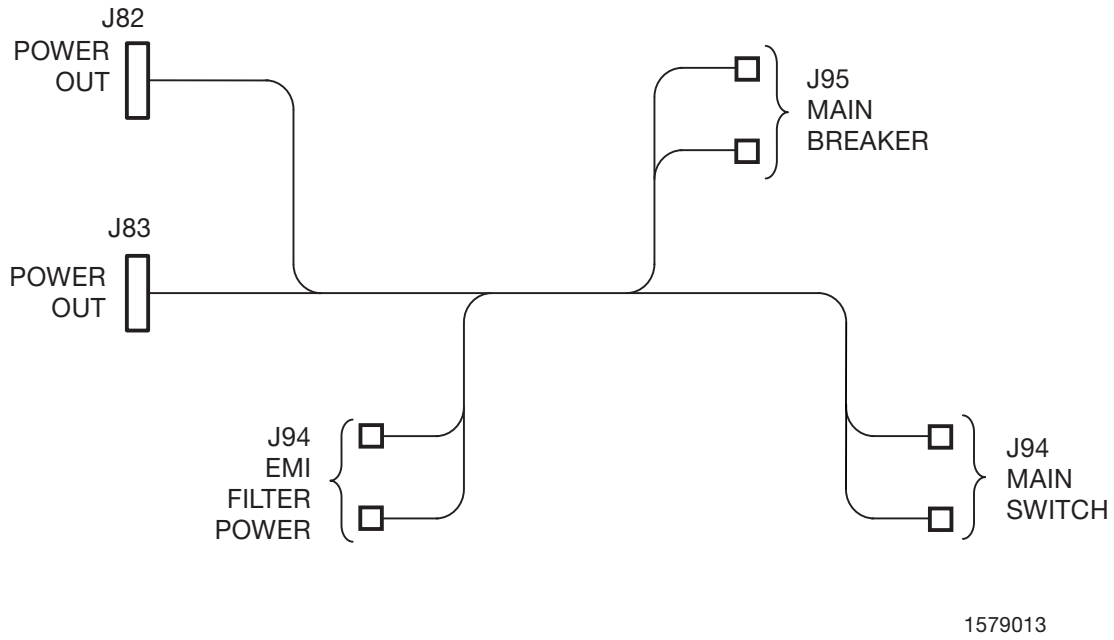 J82
POWER
OUT
J95
MAIN
BREAKER
J83
POWER
OUT
J94
EMI
FILTER
POWER
J94
MAIN
SWITCH
1579013